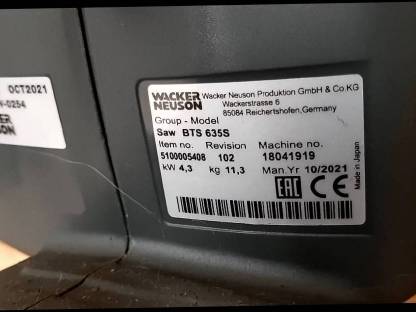 OCT2021
-0254
WACKER
NEUSON
WACKER
NEUSON
Wacker Neuson Produktion GmbH & Co.KG
Wackerstrasse 6
85084 Reichertshofen,Germany
Group - Model
Saw BTS 635S
Item no. Revision Machine no.
5100005408 102 18041919
kW 4,3 kg 11,3 Man.Yr 10/2021
EAC CE
Made in Japan